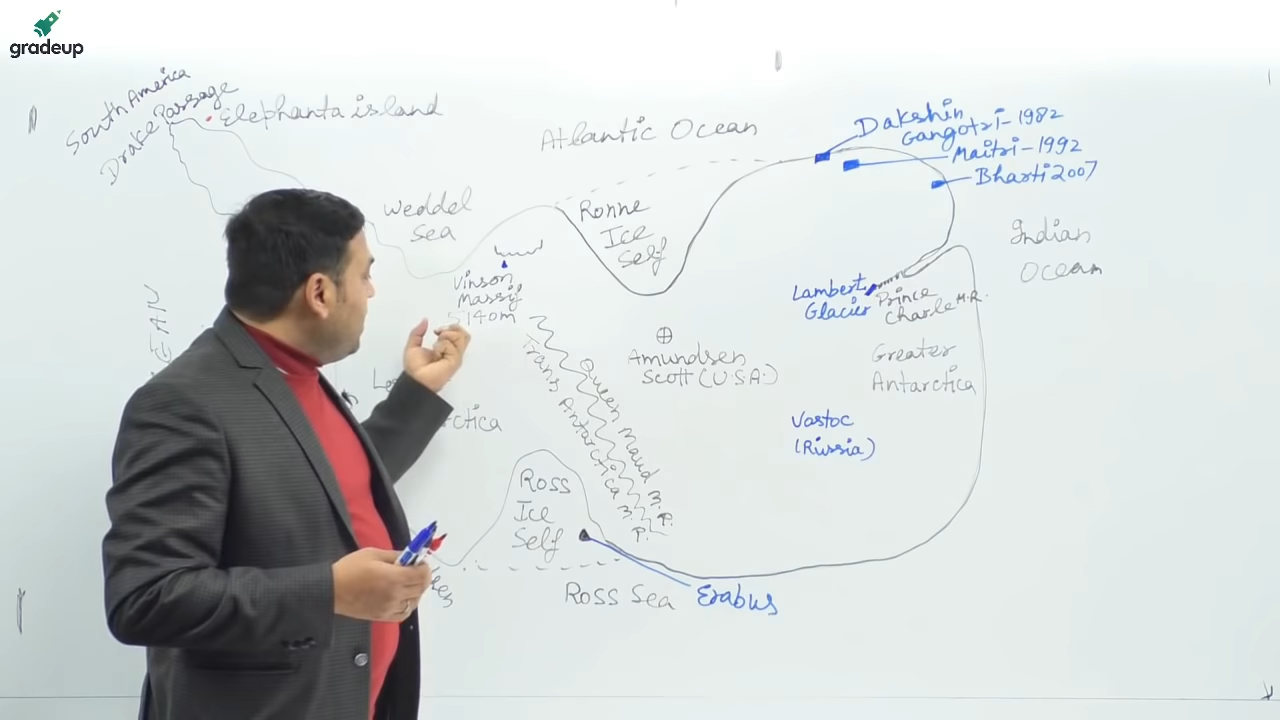 gradeup
South America
Drake Passage
Elephanta island
Atlantic Ocean
Dakshin
Gangotri-1982
Maitri-1992
Bharti 2007
Weddel
Sea
Ronne
Ice
Self
Indian
Ocean
Vinson
Massif
5140m
Lambert
Glacier
Prince
Charle M.R.
Amundsen
Scott (U.S.A.)
Greater
Antarctica
Queen Maud
Trans Antarctica
Vastoc
(Russia)
Ross
Ice
Self
Ross Sea
Erabus